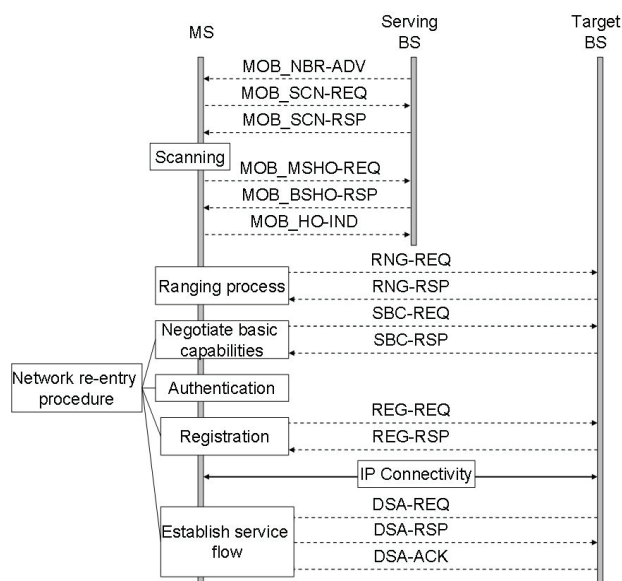 MS
Serving
BS
Target
BS
MOB_NBR-ADV
MOB_SCN-REQ
MOB_SCN-RSP
Scanning
MOB_MSHO-REQ
MOB_BSHO-RSP
MOB_HO-IND
RNG-REQ
Ranging process
RNG-RSP
SBC-REQ
Negotiate basic
capabilities
SBC-RSP
Network re-entry
procedure
Authentication
REG-REQ
Registration
REG-RSP
IP Connectivity
DSA-REQ
Establish service
flow
DSA-RSP
DSA-ACK